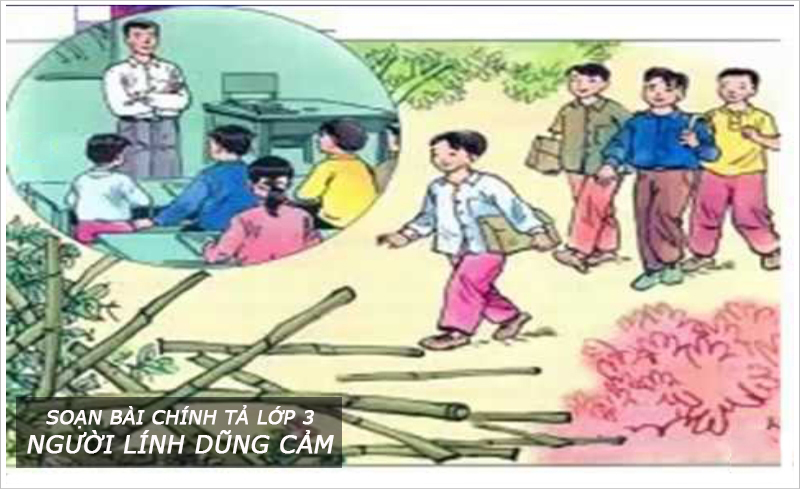 SOẠN BÀI CHÍNH TẢ LỚP 3
NGƯỜI LÍNH DŨNG CẢM